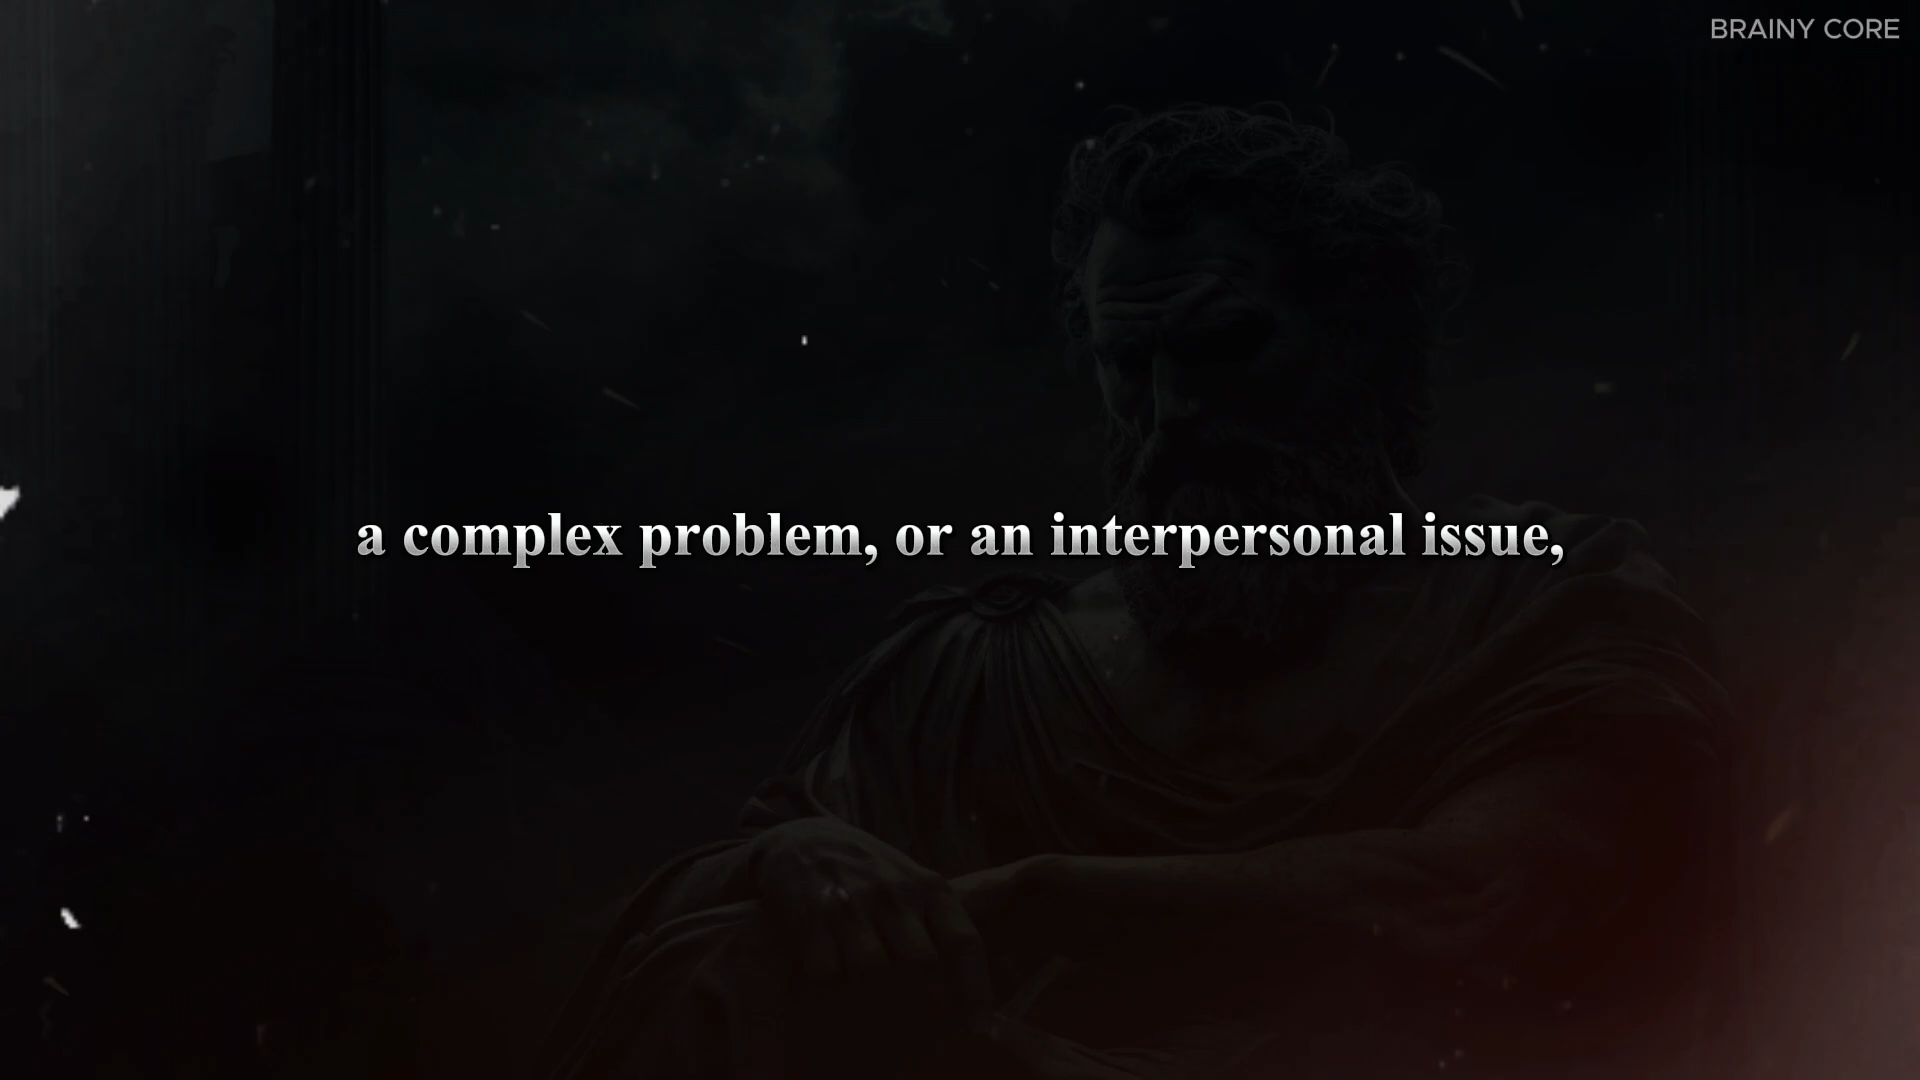 BRAINY CORE
a complex problem, or an interpersonal issue,